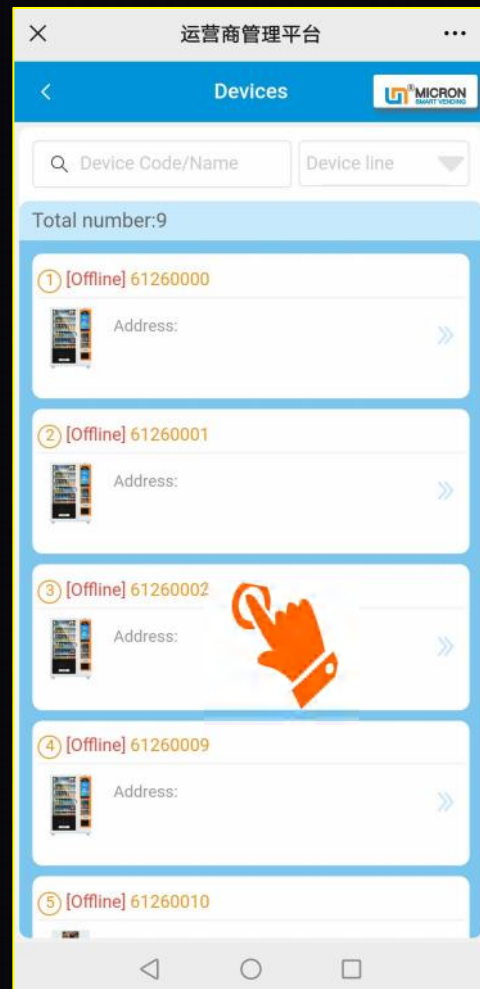 运营商管理平台
Devices
MICRON
SMART VENDING
Device Code/Name
Device line
Total number:9
1 [Offline] 61260000
Address:
2 [Offline] 61260001
Address:
3 [Offline] 61260002
Address:
4 [Offline] 61260009
Address:
5 [Offline] 61260010